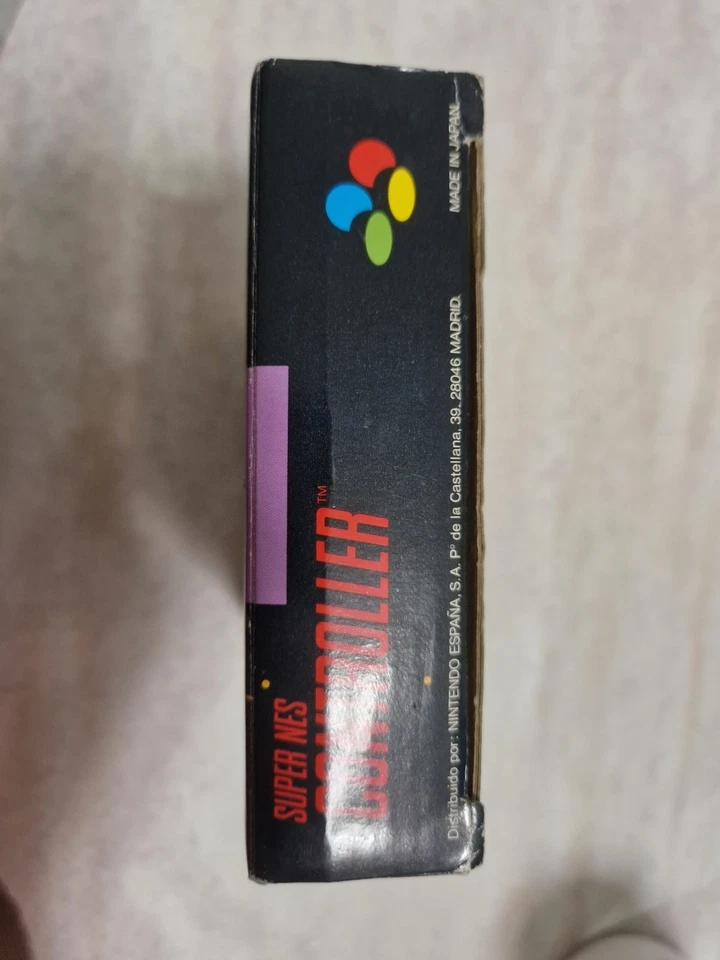 SUPER NES
CONTROLLER™
Distribuido por: NINTENDO ESPAÑA, S.A. Pº de la Castellana, 39. 28046 MADRID. MADE IN JAPAN.